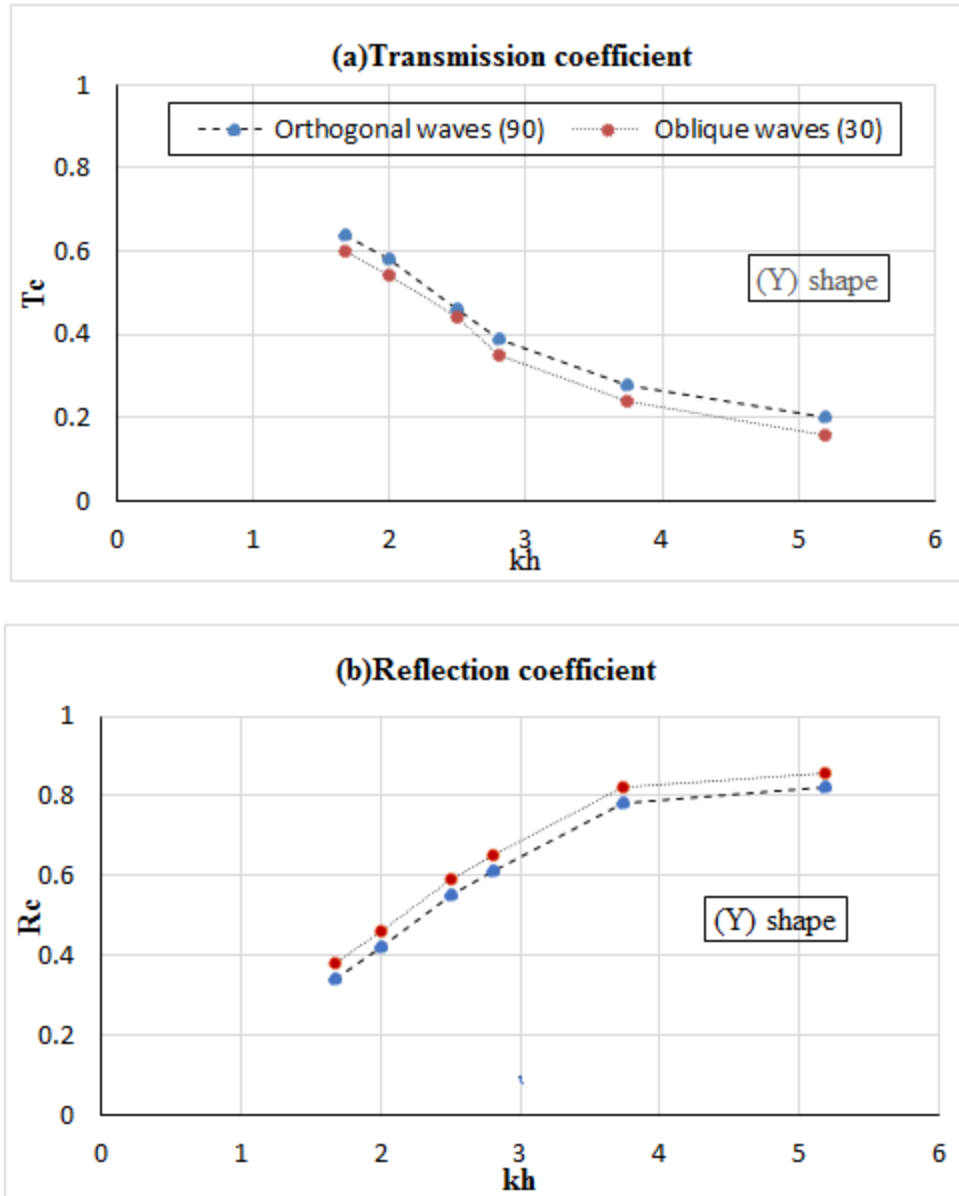 (a)Transmission coefficient
1
Orthogonal waves (90) Oblique waves (30)
0.8
0.6
(Y) shape
Tc
0.4
0.2
0
0 1 2 3 4 5 6
kh
(b)Reflection coefficient
1
0.8
0.6
(Y) shape
Rc
0.4
0.2
0
0 1 2 3 4 5 6
kh